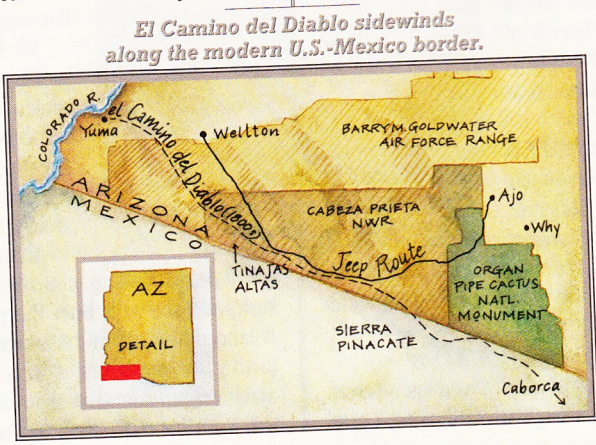 El Camino del Diablo sidewinds
along the modern U.S.-Mexico border.
COLORADO R.
el Camino del Diablo (1800s)
Yuma
Wellton
BARRY M. GOLDWATER
AIR FORCE RANGE
ARIZONA
MEXICO
CABEZA PRIETA
NWR
Ajo
Why
TINAJAS
ALTAS
Jeep Route
ORGAN
PIPE CACTUS
NATL.
MONUMENT
AZ
DETAIL
SIERRA
PINACATE
Caborca